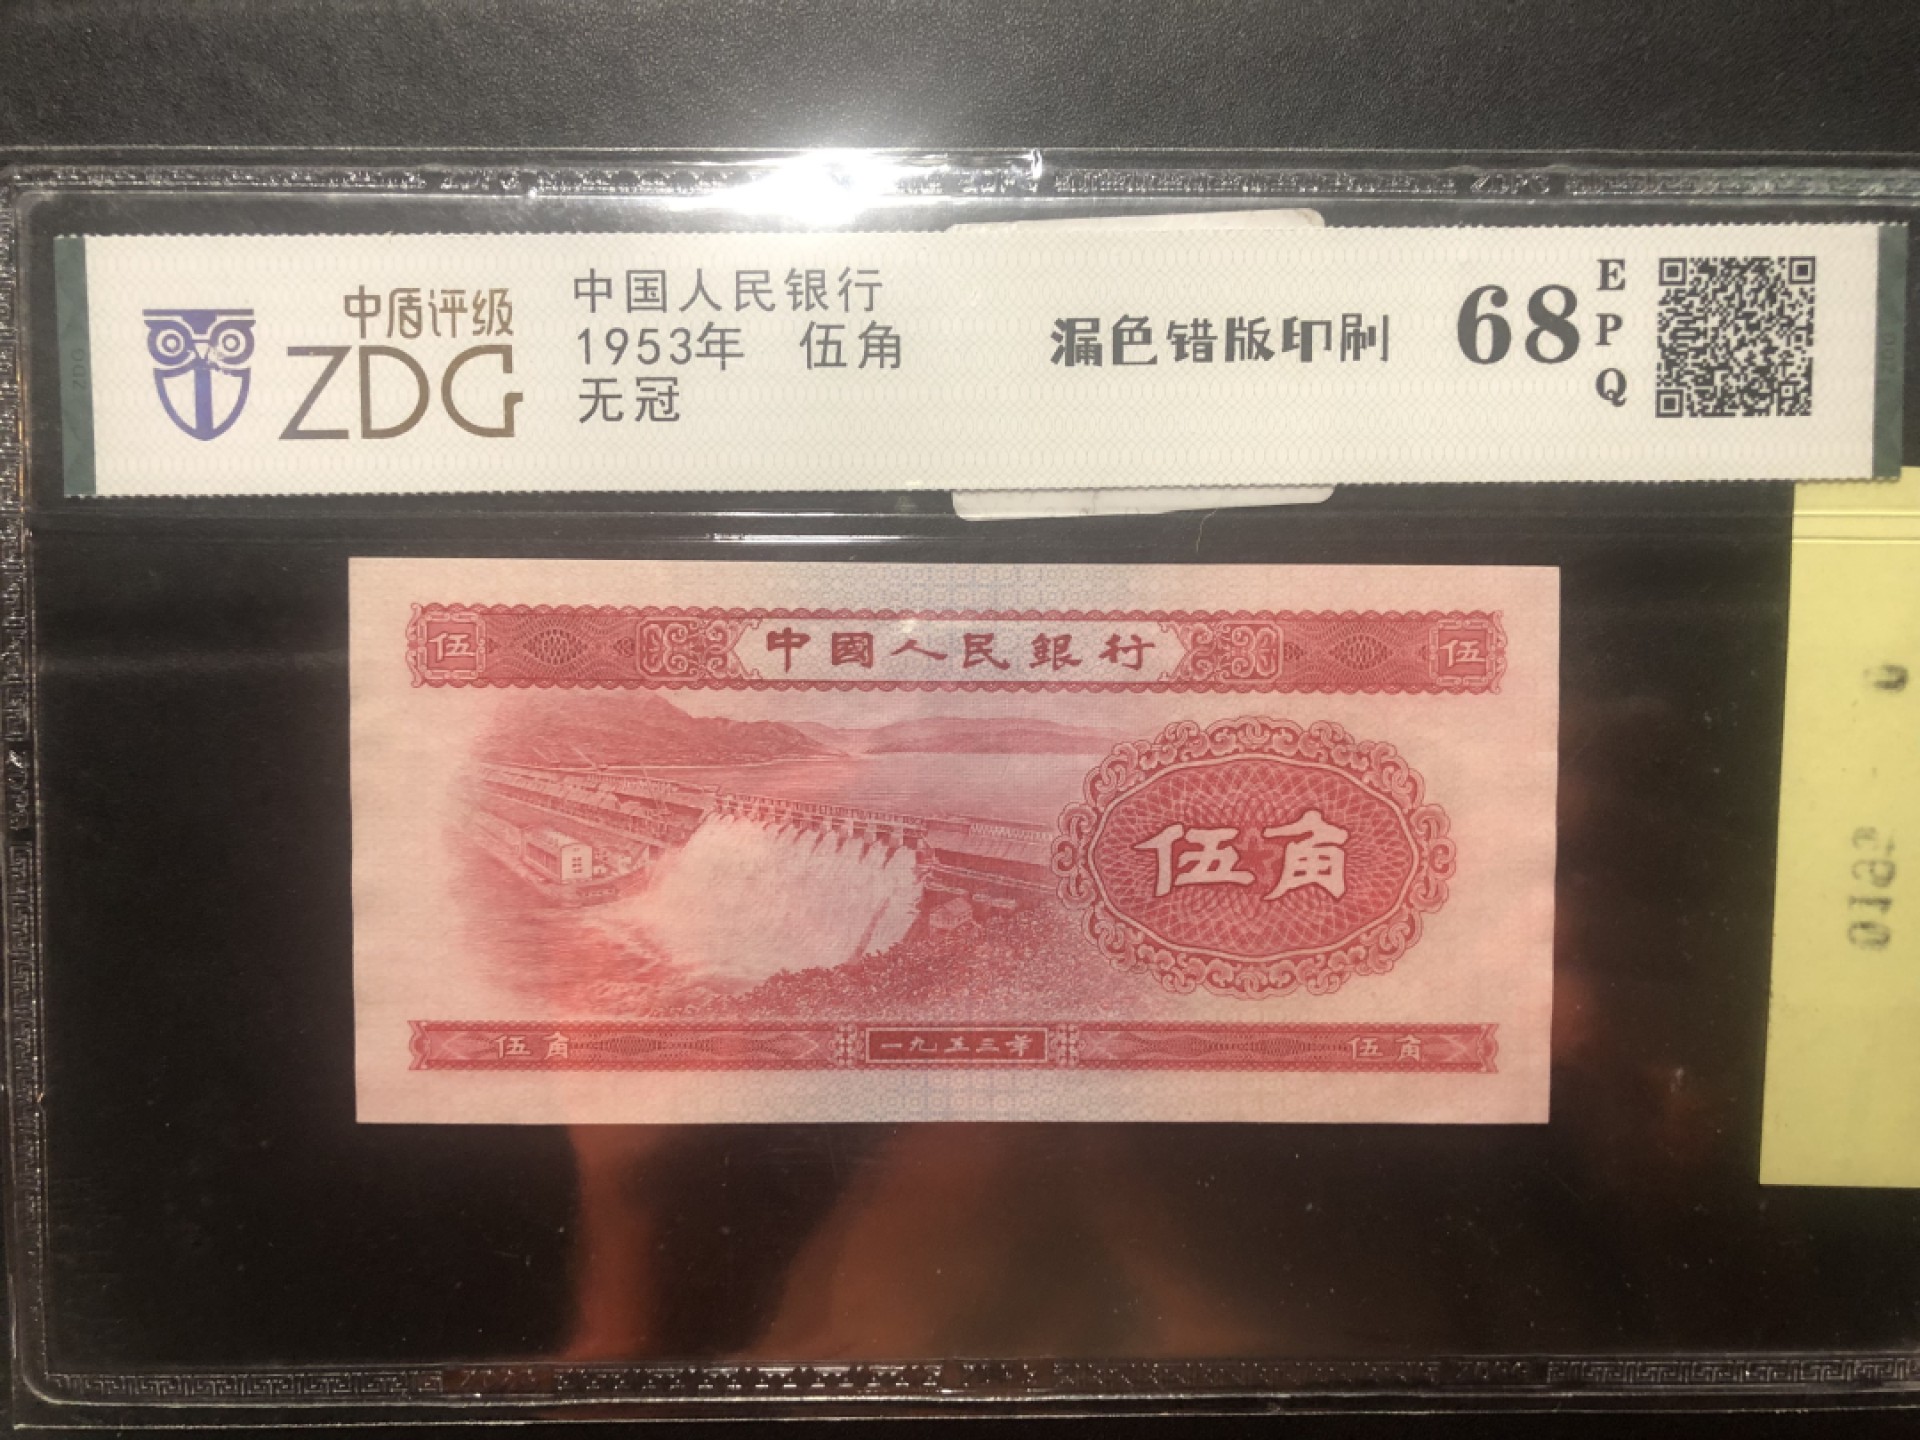 中盾评级
ZDG
中国人民银行
1953年 伍角
无冠
漏色错版印刷
68
E
P
Q
伍 中國人民銀行 伍
伍角
伍角 一九五三年 伍角